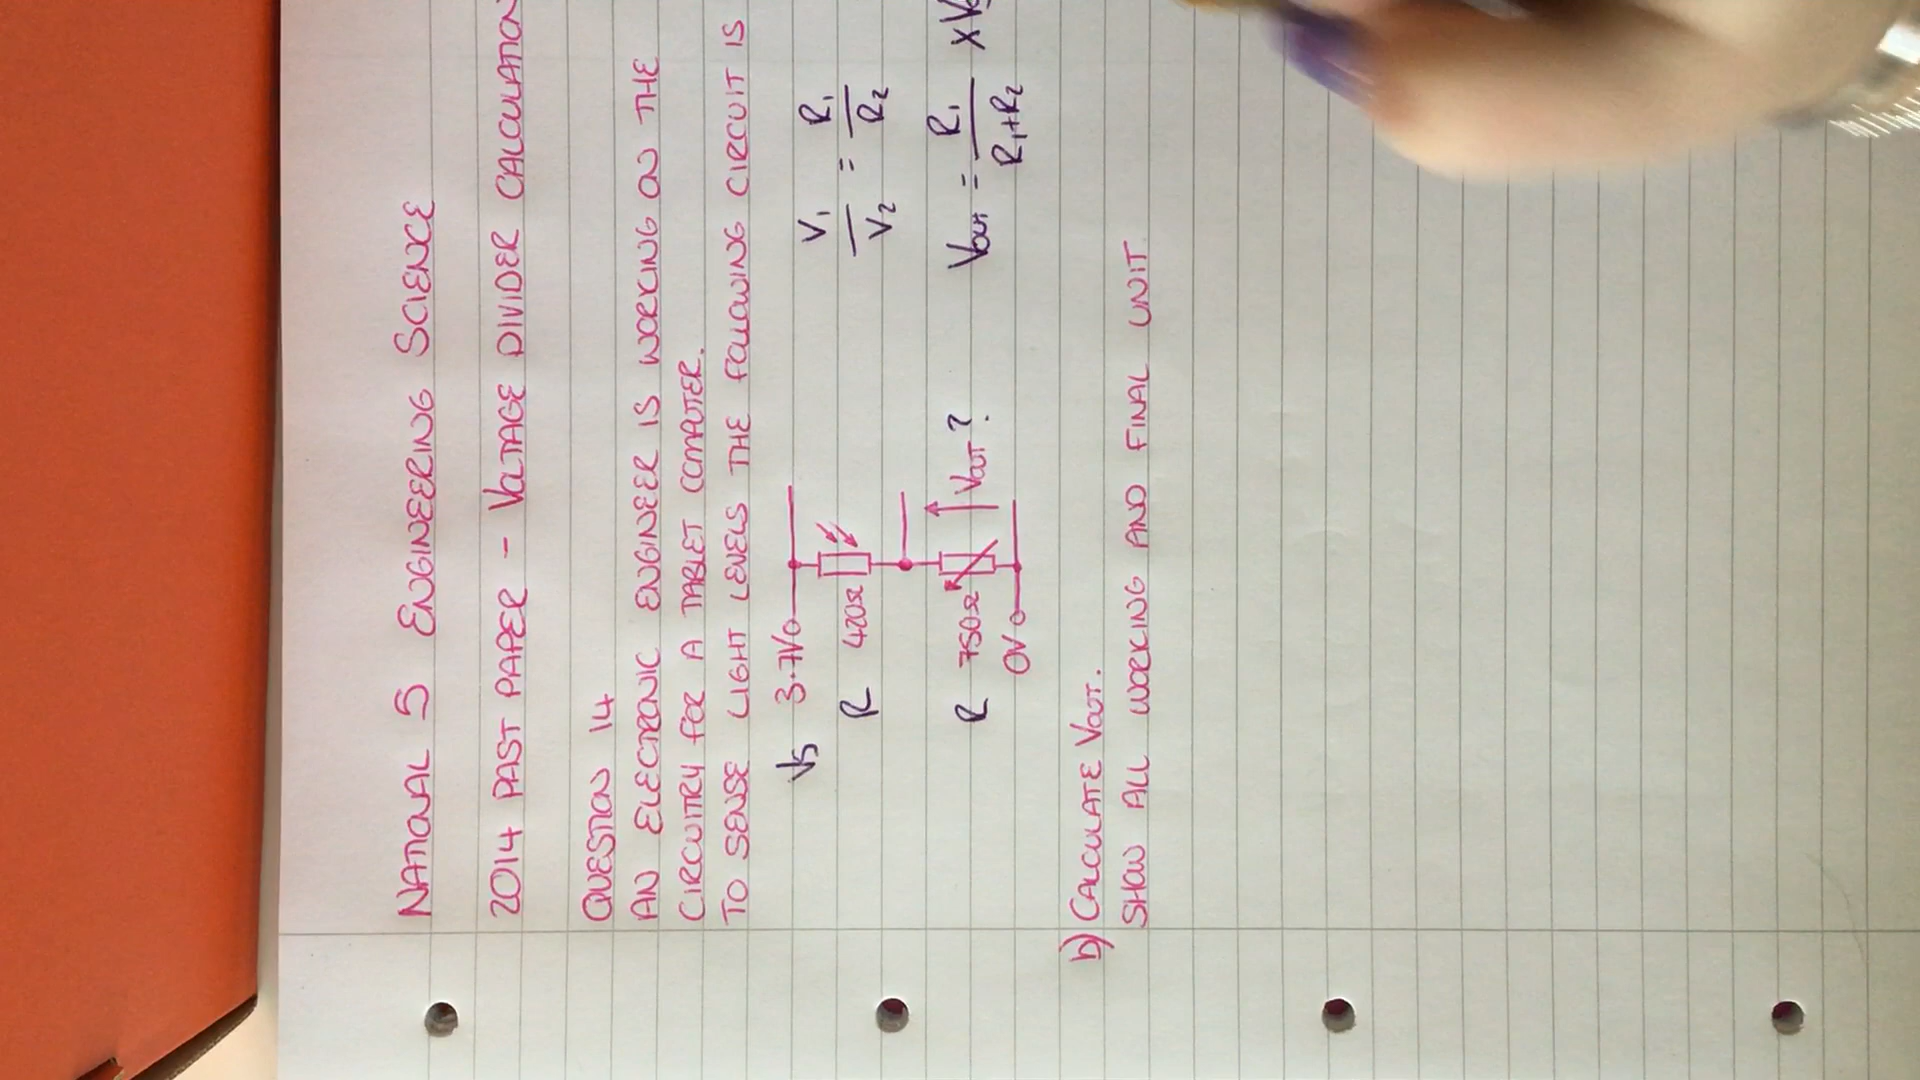 NATIONAL 5 ENGINEERING SCIENCE
2014 PAST PAPER - VOLTAGE DIVIDER CALCULATION
QUESTION 14
AN ELECTRONIC ENGINEER IS WORKING ON THE
CIRCUITRY FOR A TABLET COMPUTER.
TO SENSE LIGHT LEVELS THE FOLLOWING CIRCUIT IS
Vs 3.7V
R 420Ω
R 750Ω VOUT?
0V
V1/V2 = R1/R2
Vout = R1/R1+R2 x
b) CALCULATE VOUT.
SHOW ALL WORKING AND FINAL UNIT.